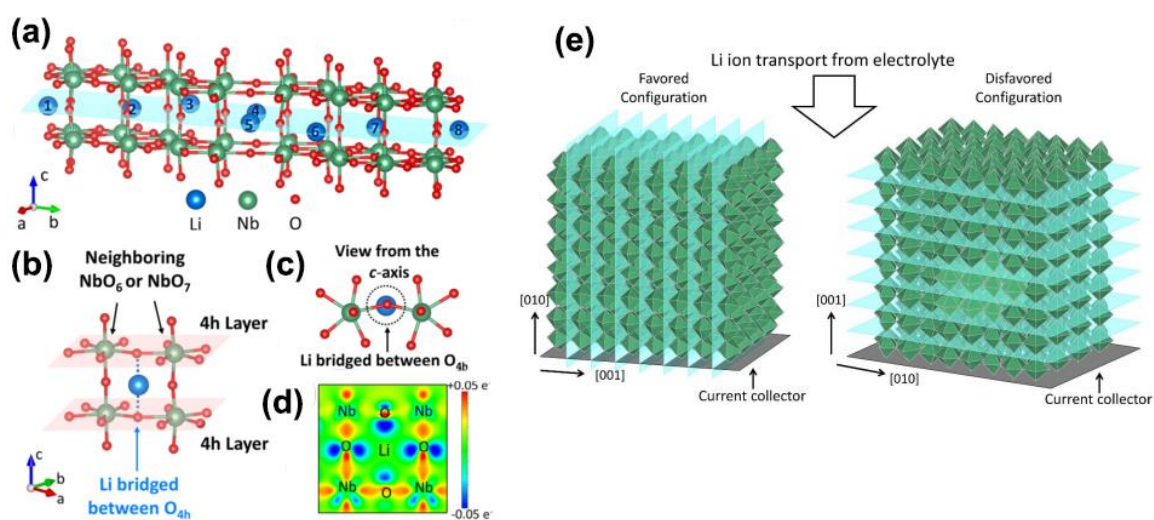 (a)
1
2
3
4
5
6
7
8
c
a
b
Li
Nb
O
(b)
Neighboring
NbO6 or NbO7
4h Layer
4h Layer
Li bridged
between O4h
c
b
a
(c)
View from the
c-axis
Li bridged between O4h
(d)
+0.05 e-
Nb
O
Nb
O
Li
O
Nb
O
Nb
-0.05 e-
(e)
Li ion transport from electrolyte
Favored
Configuration
Disfavored
Configuration
[010]
[001]
Current collector
[001]
[010]
Current collector